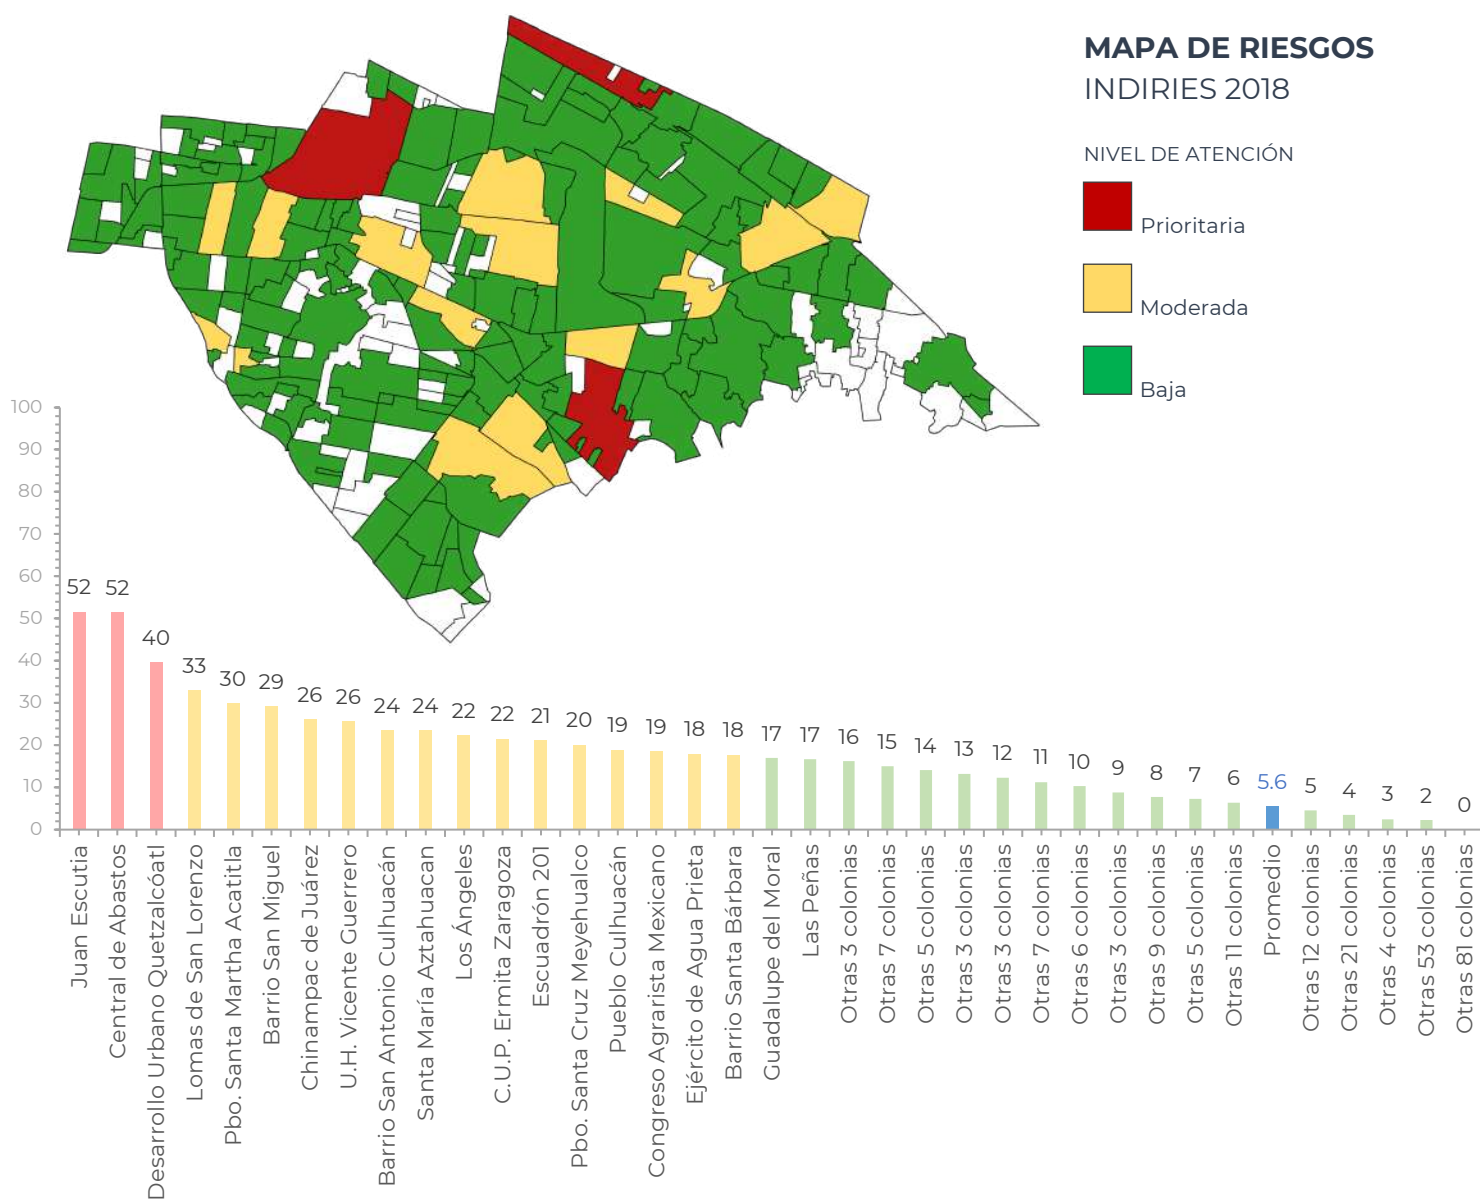 MAPA DE RIESGOS
INDIRIES 2018
NIVEL DE ATENCIÓN
Prioritaria
Moderada
Baja
100
90
80
70
60
50
40
30
20
10
0
52
52
40
33
30
29
26
26
24
24
22
22
21
20
19
19
18
18
17
17
16
15
14
13
12
11
10
9
8
7
6
5.6
5
4
3
2
0
Juan Escutia
Central de Abastos
Desarrollo Urbano Quetzalcóatl
Lomas de San Lorenzo
Pbo. Santa Martha Acatitla
Barrio San Miguel
Chinampac de Juárez
U.H. Vicente Guerrero
Barrio San Antonio Culhuacán
Santa María Aztahuacan
Los Ángeles
C.U.P. Ermita Zaragoza
Escuadrón 201
Pbo. Santa Cruz Meyehualco
Pueblo Culhuacán
Congreso Agrarista Mexicano
Ejército de Agua Prieta
Barrio Santa Bárbara
Guadalupe del Moral
Las Peñas
Otras 3 colonias
Otras 7 colonias
Otras 5 colonias
Otras 3 colonias
Otras 3 colonias
Otras 7 colonias
Otras 6 colonias
Otras 3 colonias
Otras 9 colonias
Otras 5 colonias
Otras 11 colonias
Promedio
Otras 12 colonias
Otras 21 colonias
Otras 4 colonias
Otras 53 colonias
Otras 81 colonias